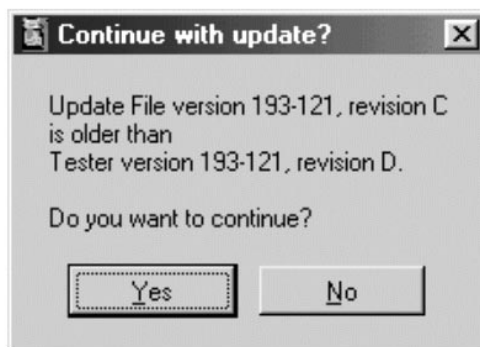 Continue with update?
Update File version 193-121, revision C
is older than
Tester version 193-121, revision D.
Do you want to continue?
Yes
No